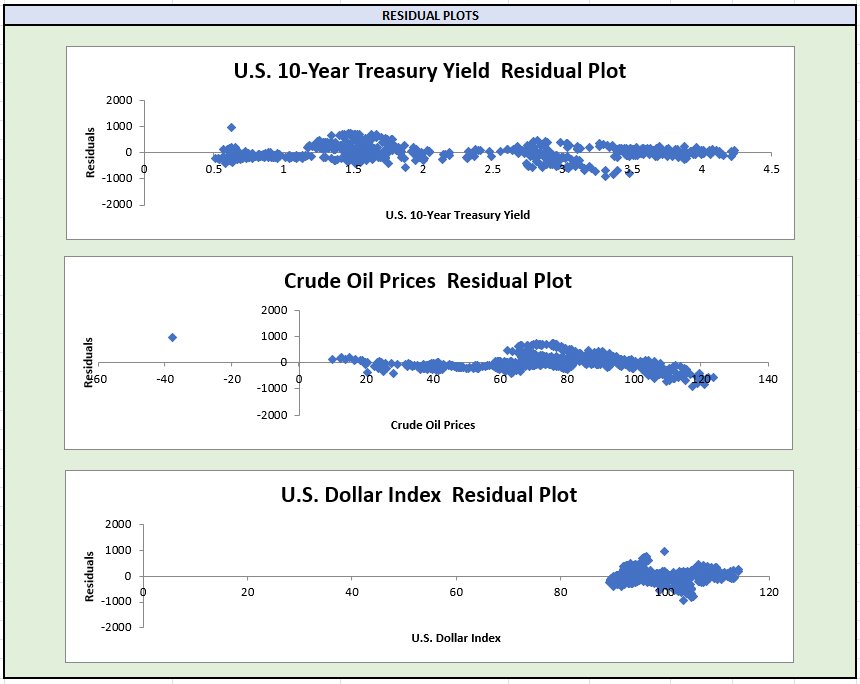 RESIDUAL PLOTS
U.S. 10-Year Treasury Yield  Residual Plot
2000
1000
0
-1000
-2000
Residuals
0 0.5 1 1.5 2 2.5 3 3.5 4 4.5
U.S. 10-Year Treasury Yield
Crude Oil Prices  Residual Plot
2000
1000
0
-1000
-2000
Residuals
-60 -40 -20 0 20 40 60 80 100 120 140
Crude Oil Prices
U.S. Dollar Index  Residual Plot
2000
1000
0
-1000
-2000
Residuals
0 20 40 60 80 100 120
U.S. Dollar Index